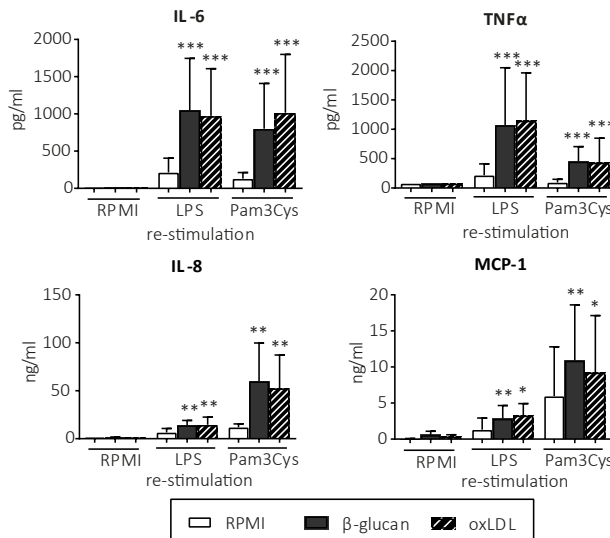 IL-6
2000
1500
1000
500
0
pg/ml
***
***
***
***
RPMI
LPS
Pam3Cys
re-stimulation
TNFα
2500
2000
1500
1000
500
0
pg/ml
***
***
***
***
RPMI
LPS
Pam3Cys
re-stimulation
IL-8
150
100
50
0
ng/ml
**
**
**
**
RPMI
LPS
Pam3Cys
re-stimulation
MCP-1
20
15
10
5
0
ng/ml
**
*
**
*
RPMI
LPS
Pam3Cys
re-stimulation
RPMI
β-glucan
oxLDL